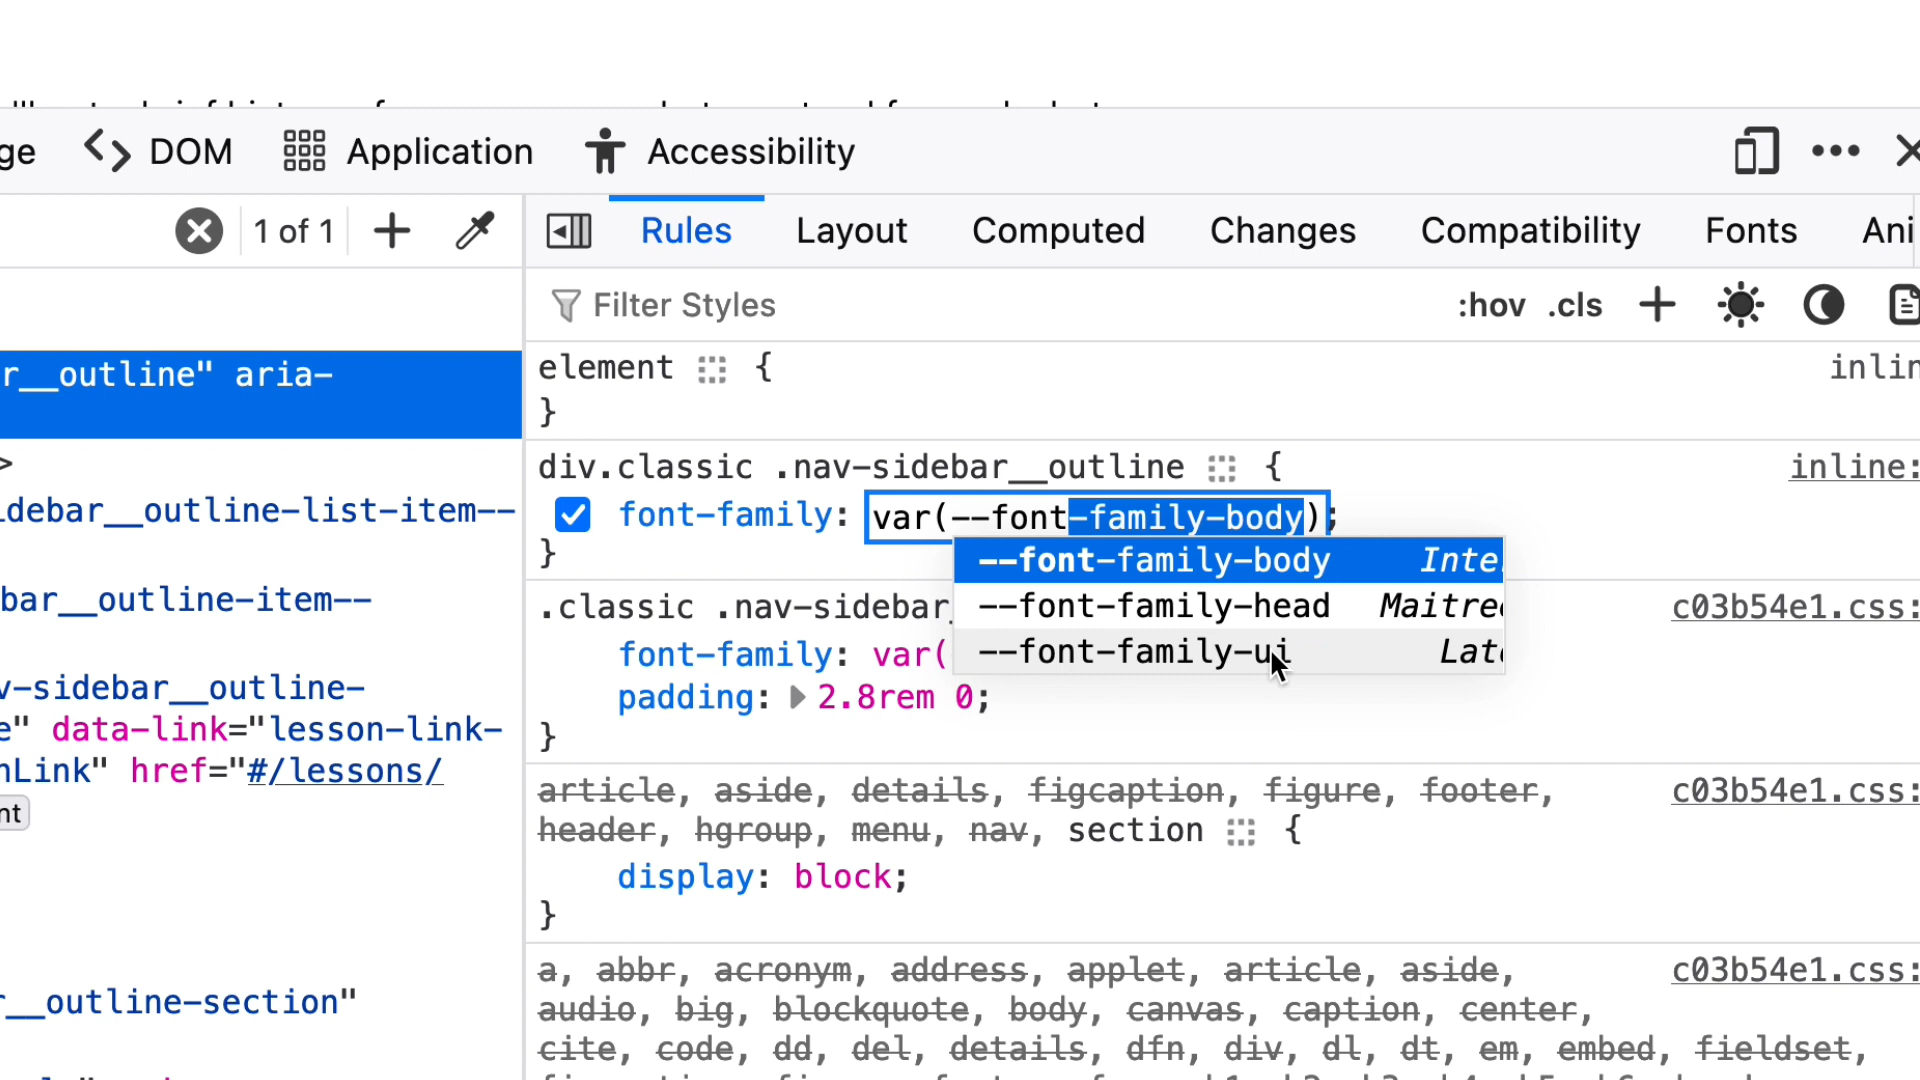 ge DOM Application Accessibility
1 of 1 Rules Layout Computed Changes Compatibility Fonts Ani
Filter Styles :hov .cls
element { inlin
}
r__outline" aria-
div.classic .nav-sidebar__outline { inline:
>
idebar__outline-list-item--
font-family: var(--font-family-body);
}
--font-family-body Inte
--font-family-head Maitree
--font-family-ui Lato
bar__outline-item--
.classic .nav-sidebar_ c03b54e1.css:
font-family: var(
padding: 2.8rem 0;
}
v-sidebar__outline-
e" data-link="lesson-link-
nLink" href="#/lessons/
nt
article, aside, details, figcaption, figure, footer, c03b54e1.css:
header, hgroup, menu, nav, section {
display: block;
}
r__outline-section"
a, abbr, acronym, address, applet, article, aside, c03b54e1.css:
audio, big, blockquote, body, canvas, caption, center,
cite, code, dd, del, details, dfn, div, dl, dt, em, embed, fieldset,